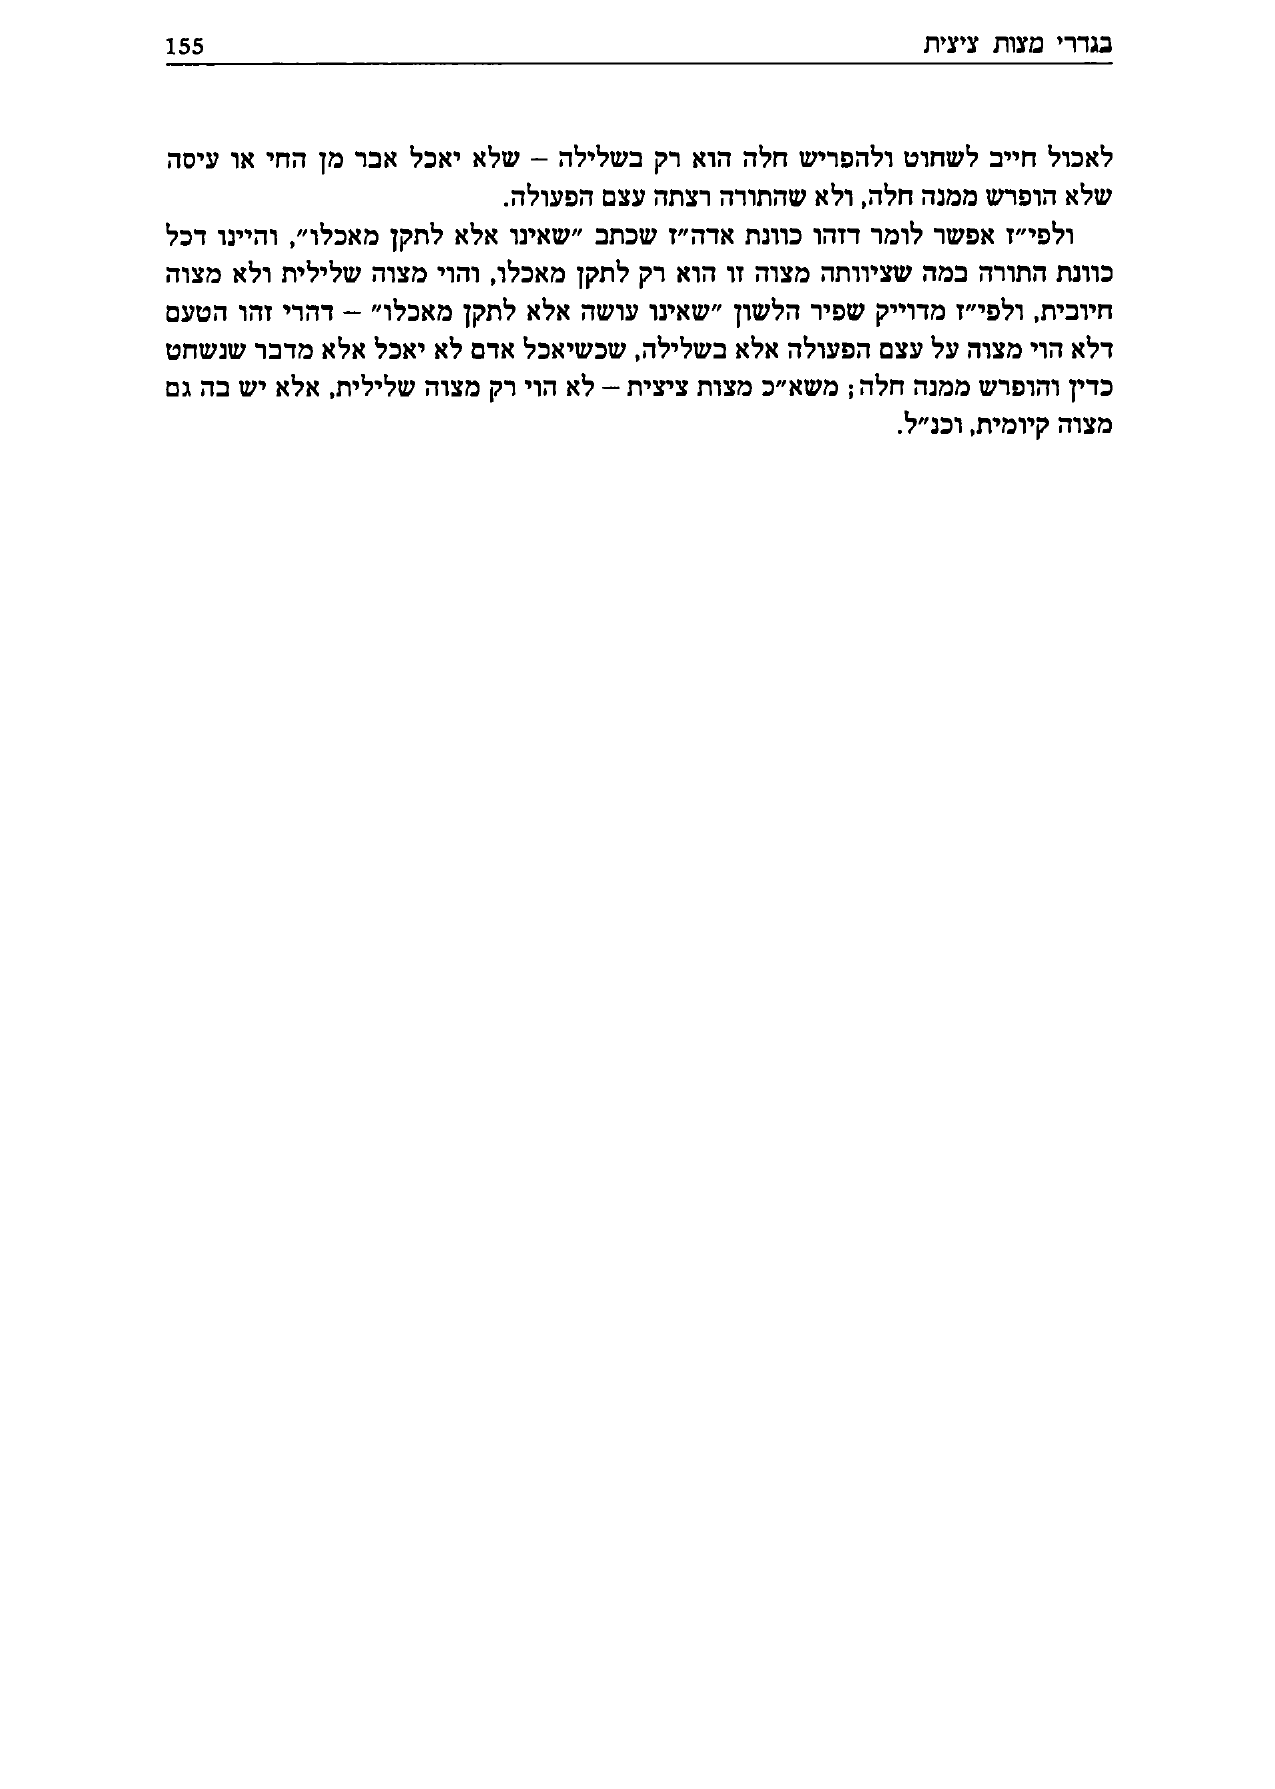 בגדרי מצות ציצית 155
לאכול חייב לשחוט ולהפריש חלה הוא רק בשלילה – שלא יאכל אבר מן החי או עיסה
שלא הופרש ממנה חלה, ולא שהתורה רצתה עצם הפעולה.
ולפי״ז אפשר לומר דזהו כוונת אדה״ז שכתב ״שאינו אלא לתקן מאכלו״, והיינו דכל
כוונת התורה במה שציוותה מצוה זו הוא רק לתקן מאכלו, והוי מצוה שלילית ולא מצוה
חיובית, ולפי״ז מדוייק שפיר הלשון ״שאינו עושה אלא לתקן מאכלו״ – דהרי זהו הטעם
דלא הוי מצוה על עצם הפעולה אלא בשלילה, שכשיאכל אדם לא יאכל אלא מדבר שנשחט
כדין והופרש ממנה חלה; משא״כ מצות ציצית – לא הוי רק מצוה שלילית, אלא יש בה גם
מצוה קיומית, וכנ״ל.